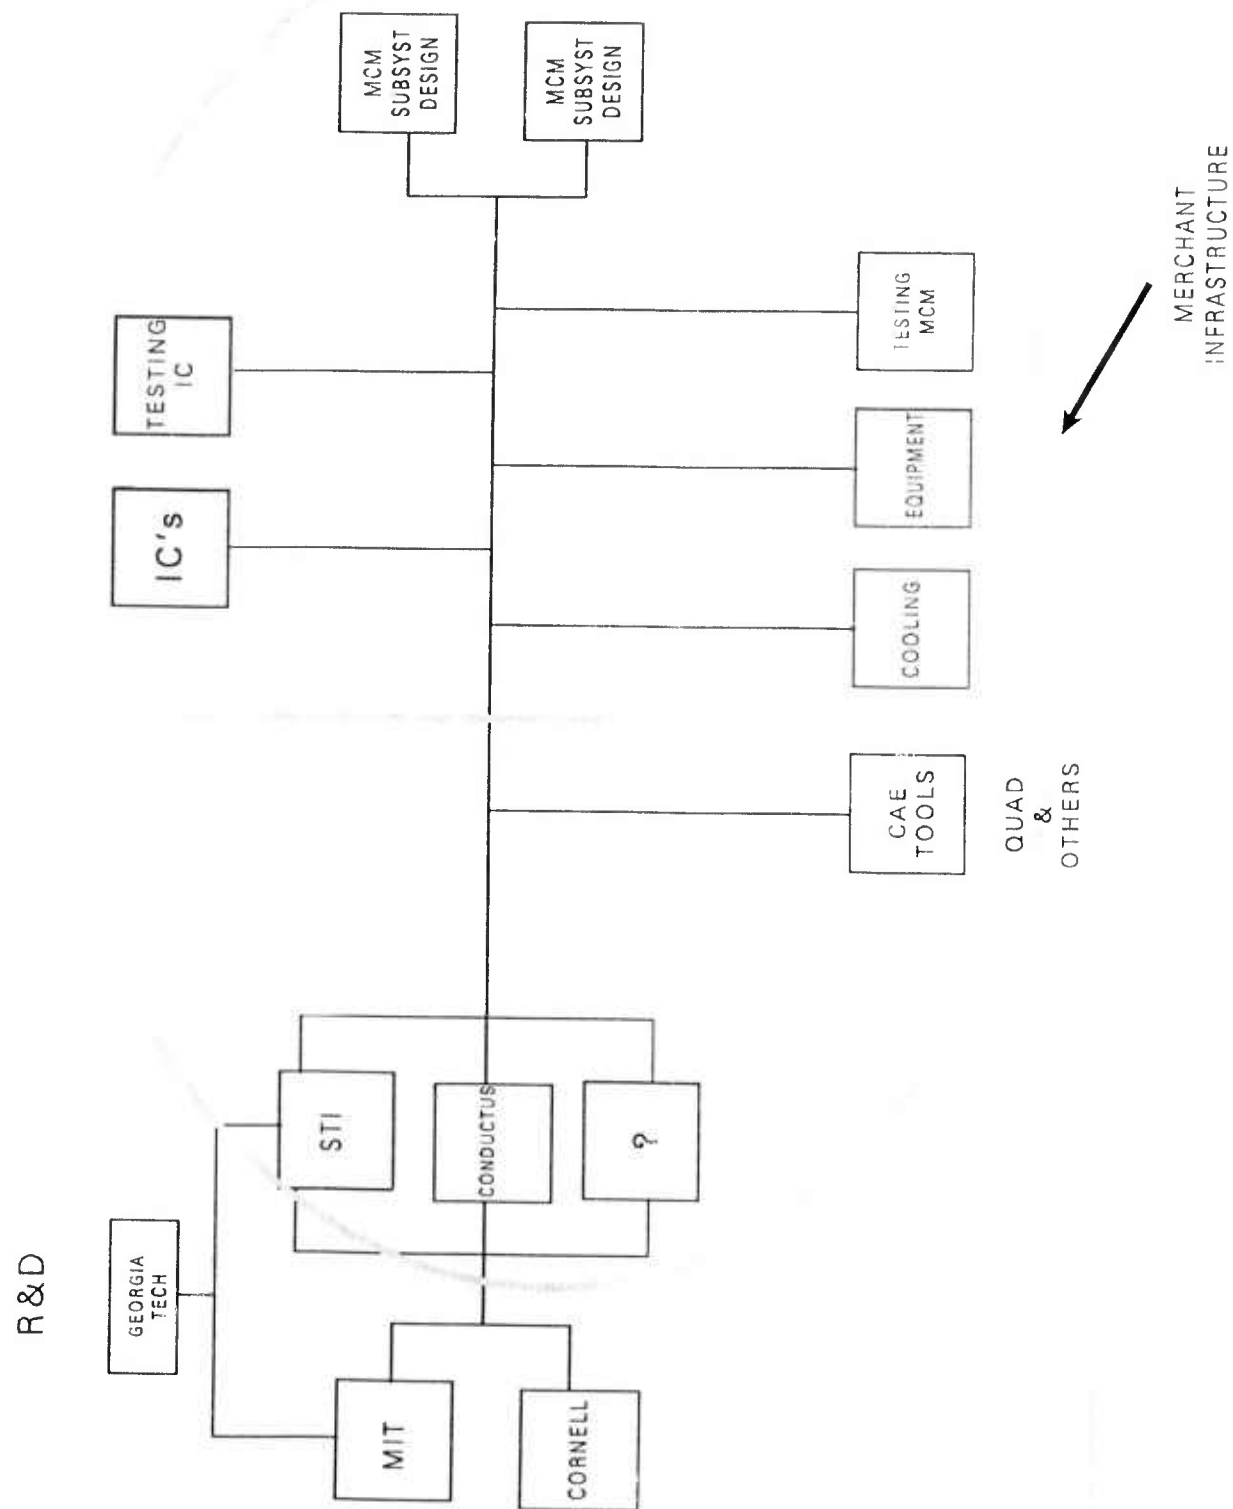 R&D
GEORGIA
TECH
IC's
TESTING
IC
STI
MIT
MCM
SUBSYST
DESIGN
CONDUCTUS
CORNELL
MCM
SUBSYST
DESIGN
?
CAE
TOOLS
COOLING
EQUIPMENT
TESTING
MCM
QUAD
&
OTHERS
MERCHANT
INFRASTRUCTURE